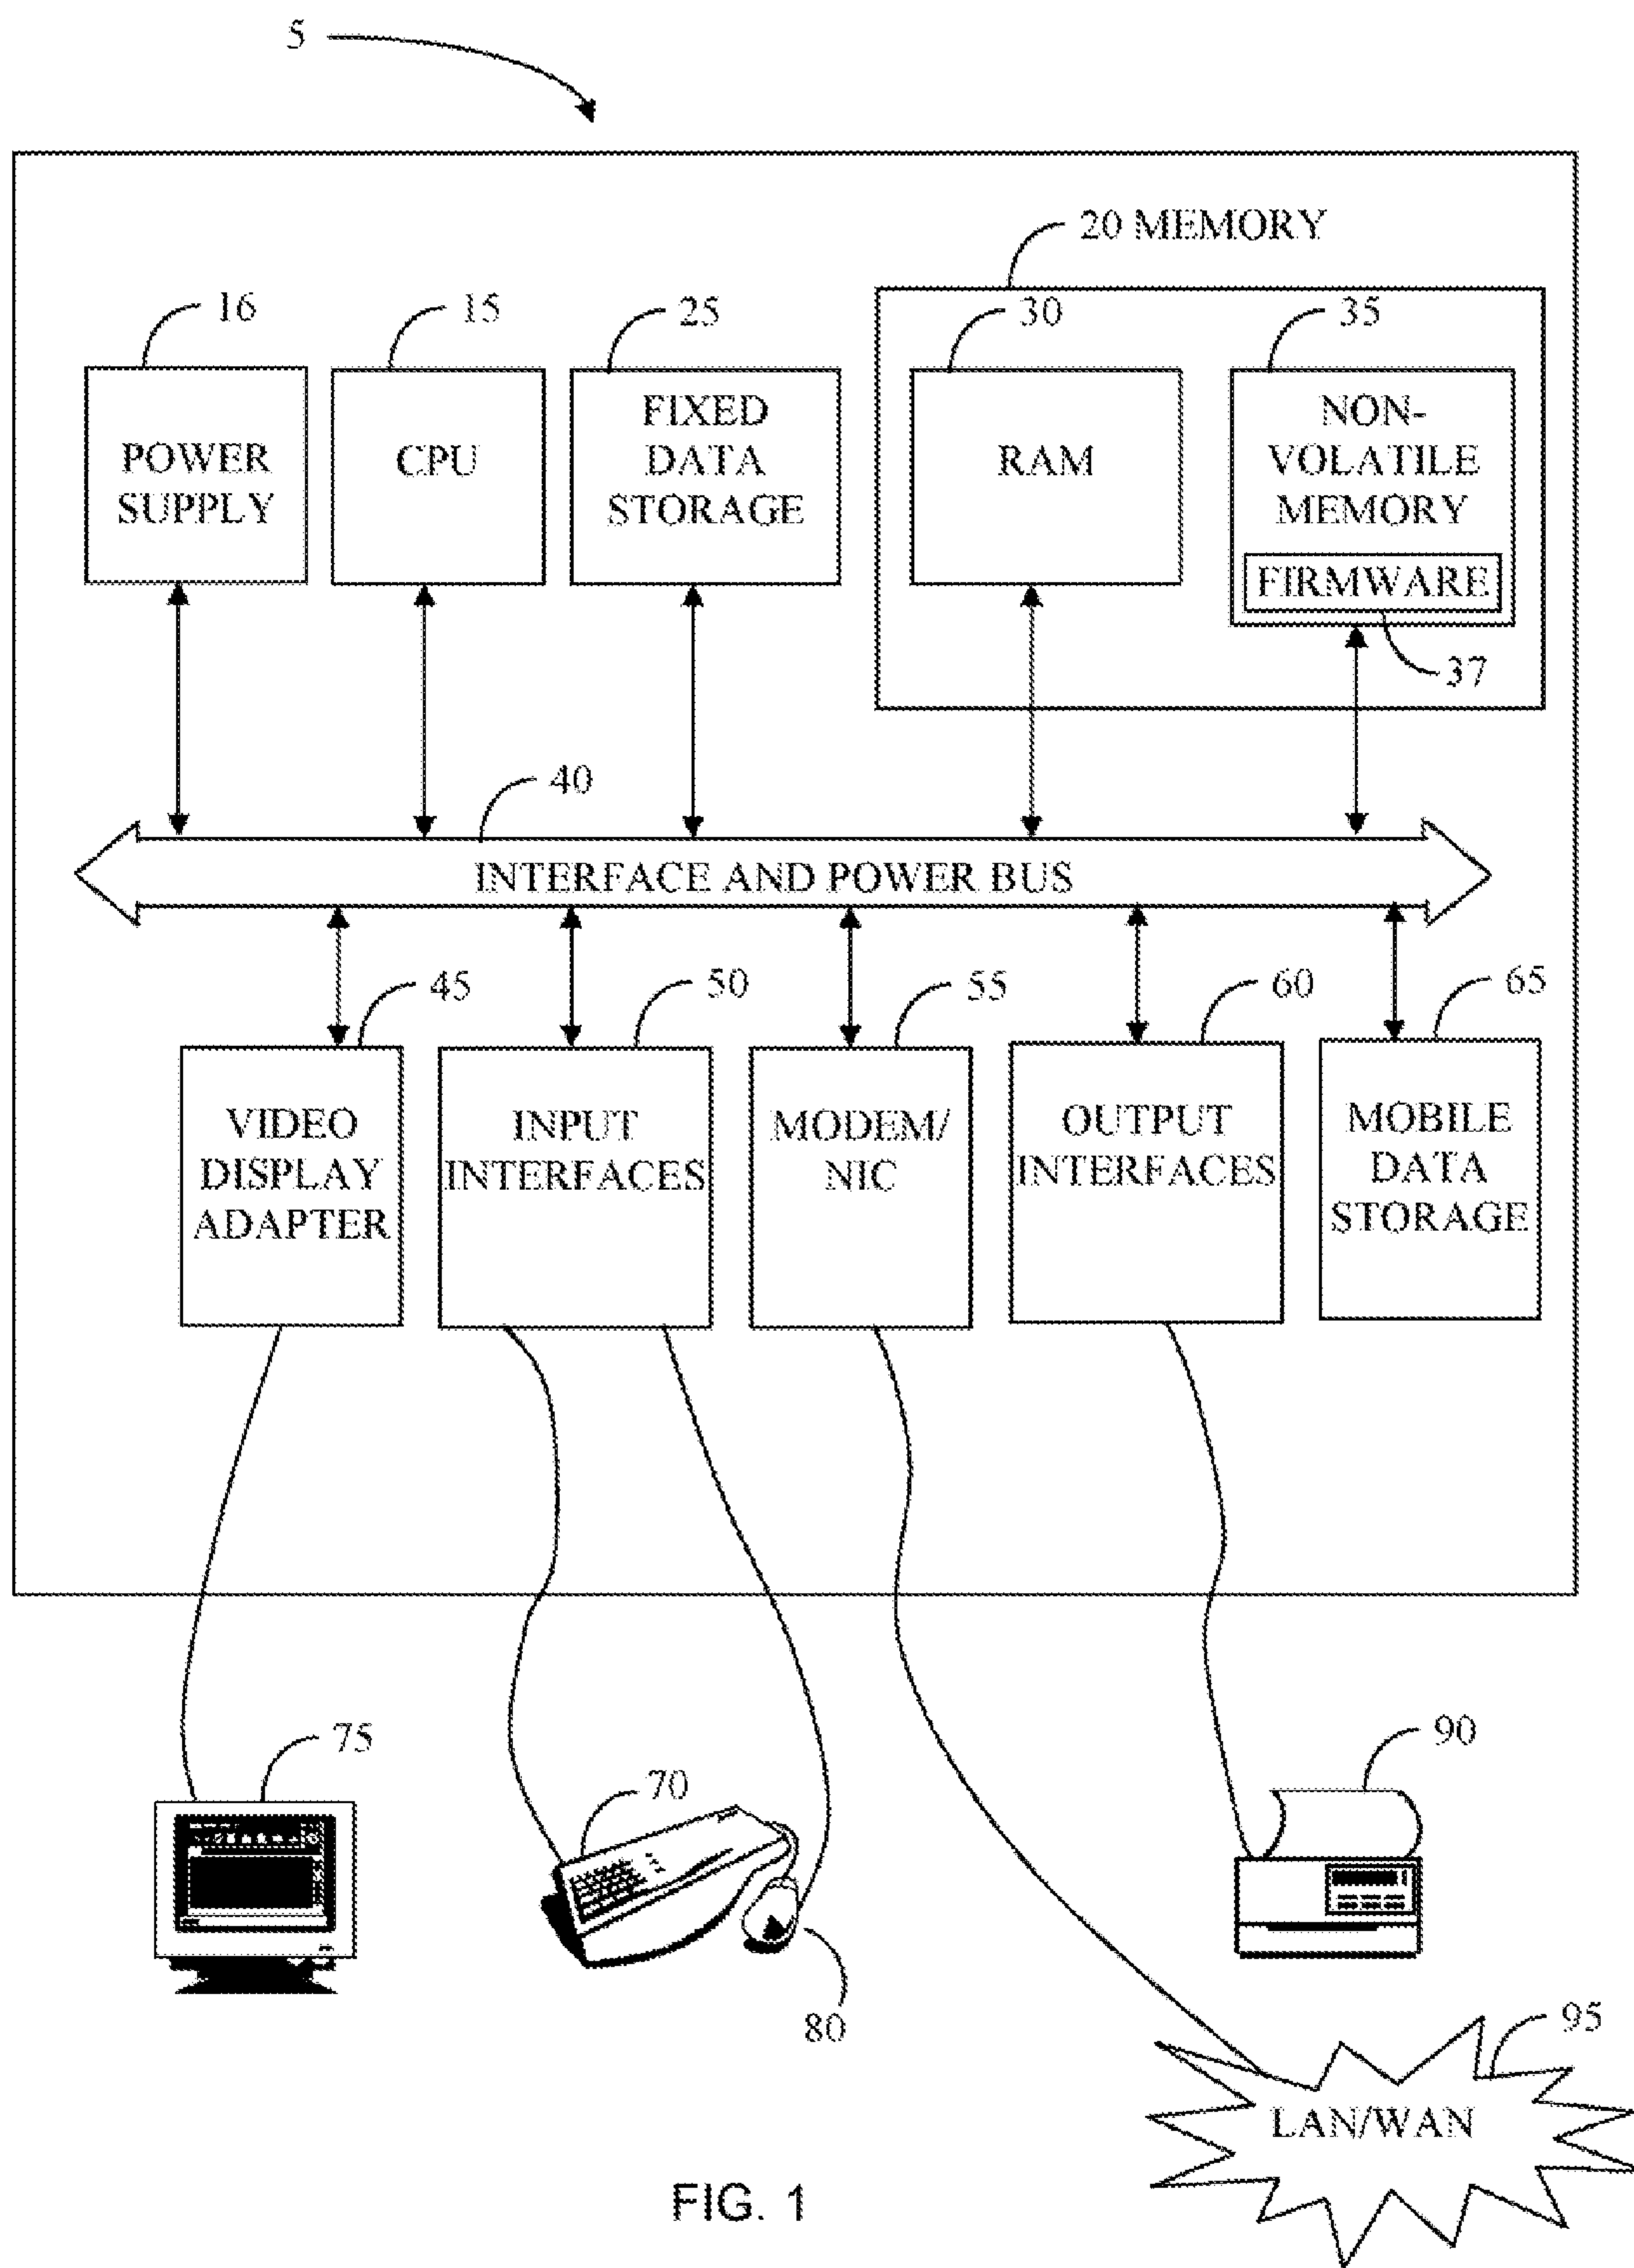 5
20 MEMORY
16
15
25
30
35
POWER
SUPPLY
CPU
FIXED
DATA
STORAGE
RAM
NON-
VOLATILE
MEMORY
FIRMWARE
37
40
INTERFACE AND POWER BUS
45
50
55
60
65
VIDEO
DISPLAY
ADAPTER
INPUT
INTERFACES
MODEM/
NIC
OUTPUT
INTERFACES
MOBILE
DATA
STORAGE
75
70
90
80
95
LAN/WAN
FIG. 1